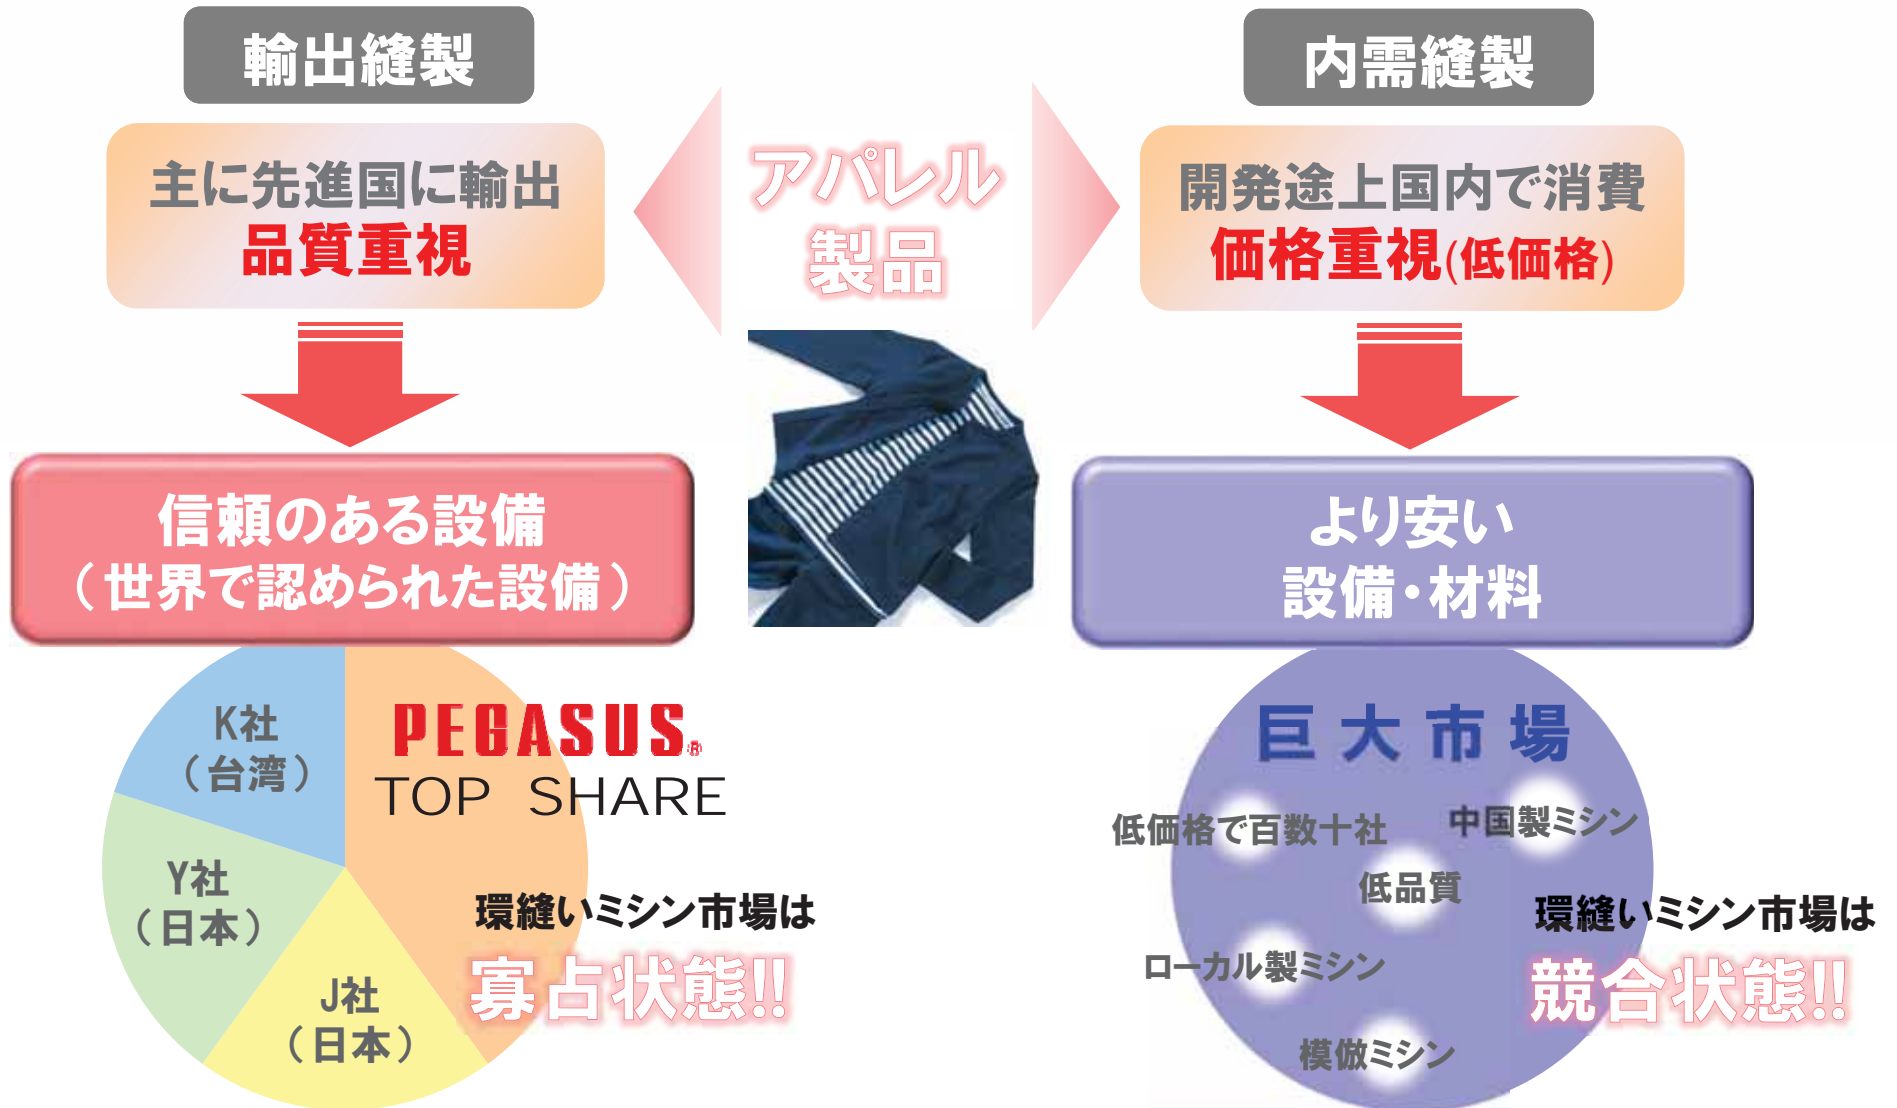 輸出縫製
主に先進国に輸出
品質重視
アパレル
製品
内需縫製
開発途上国内で消費
価格重視(低価格)
信頼のある設備
（世界で認められた設備）
より安い
設備・材料
K社
（台湾）
Y社
（日本）
J社
（日本）
PEGASUS®
TOP SHARE
環縫いミシン市場は
寡占状態!!
巨大市場
低価格で百数十社
中国製ミシン
低品質
ローカル製ミシン
模倣ミシン
環縫いミシン市場は
競合状態!!